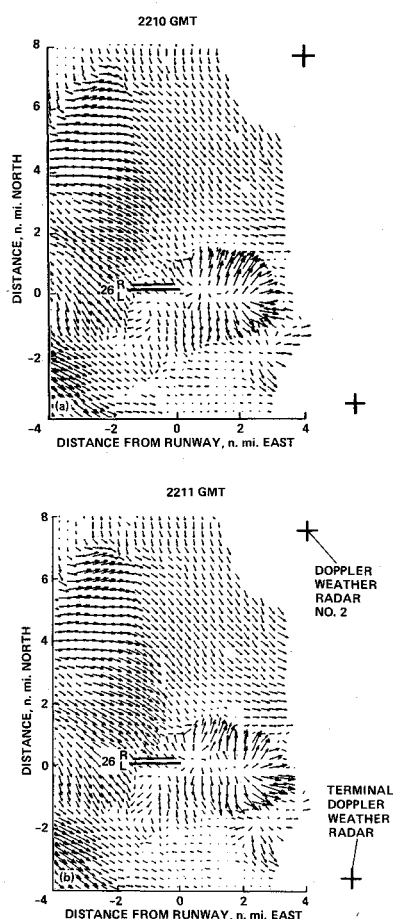 2210 GMT
8
6
4
2
0
-2
-4
DISTANCE, n. mi. NORTH
26 R
L
(a)
-2
0
2
4
DISTANCE FROM RUNWAY, n. mi. EAST
2211 GMT
8
6
4
2
0
-2
DISTANCE, n. mi. NORTH
26 R
L
(b)
DOPPLER
WEATHER
RADAR
NO. 2
TERMINAL
DOPPLER
WEATHER
RADAR
-4
-2
0
2
4
DISTANCE FROM RUNWAY, n. mi. EAST